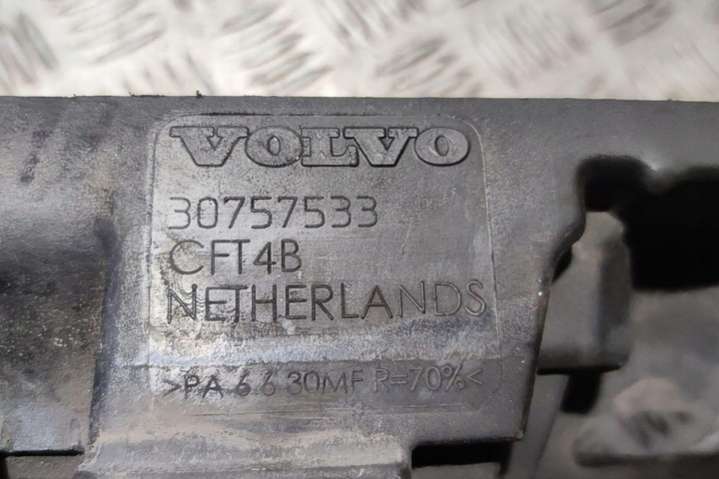 VOLVO
30757533
CFT4B
NETHERLANDS
>PA 6.6 30MF R=70%<